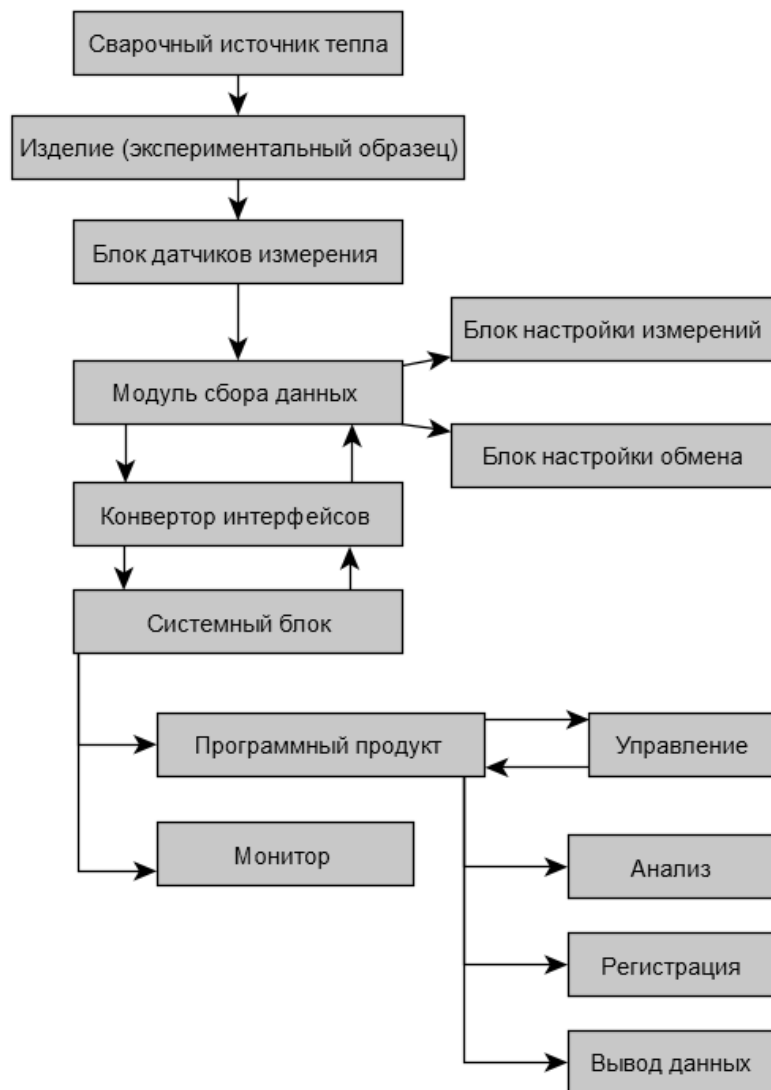 Сварочный источник тепла
Изделие (экспериментальный образец)
Блок датчиков измерения
Блок настройки измерений
Модуль сбора данных
Блок настройки обмена
Конвертор интерфейсов
Системный блок
Программный продукт
Управление
Монитор
Анализ
Регистрация
Вывод данных